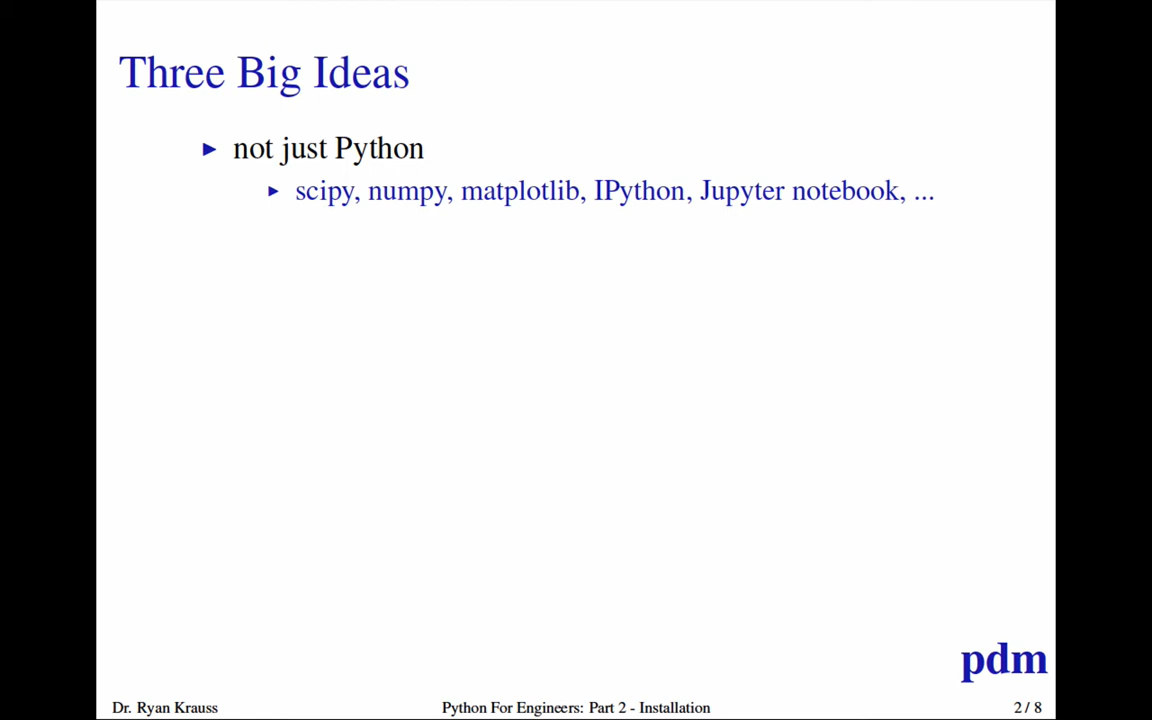 Three Big Ideas
► not just Python
► scipy, numpy, matplotlib, IPython, Jupyter notebook, ...
pdm
Dr. Ryan Krauss Python For Engineers: Part 2 - Installation 2 / 8